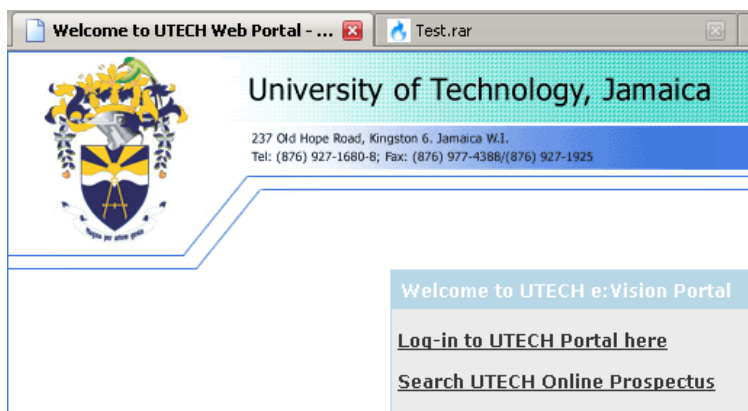 Welcome to UTECH Web Portal - ...
Test.rar
University of Technology, Jamaica
237 Old Hope Road, Kingston 6. Jamaica W.I.
Tel: (876) 927-1680-8; Fax: (876) 977-4388/(876) 927-1925
Welcome to UTECH e:Vision Portal
Log-in to UTECH Portal here
Search UTECH Online Prospectus